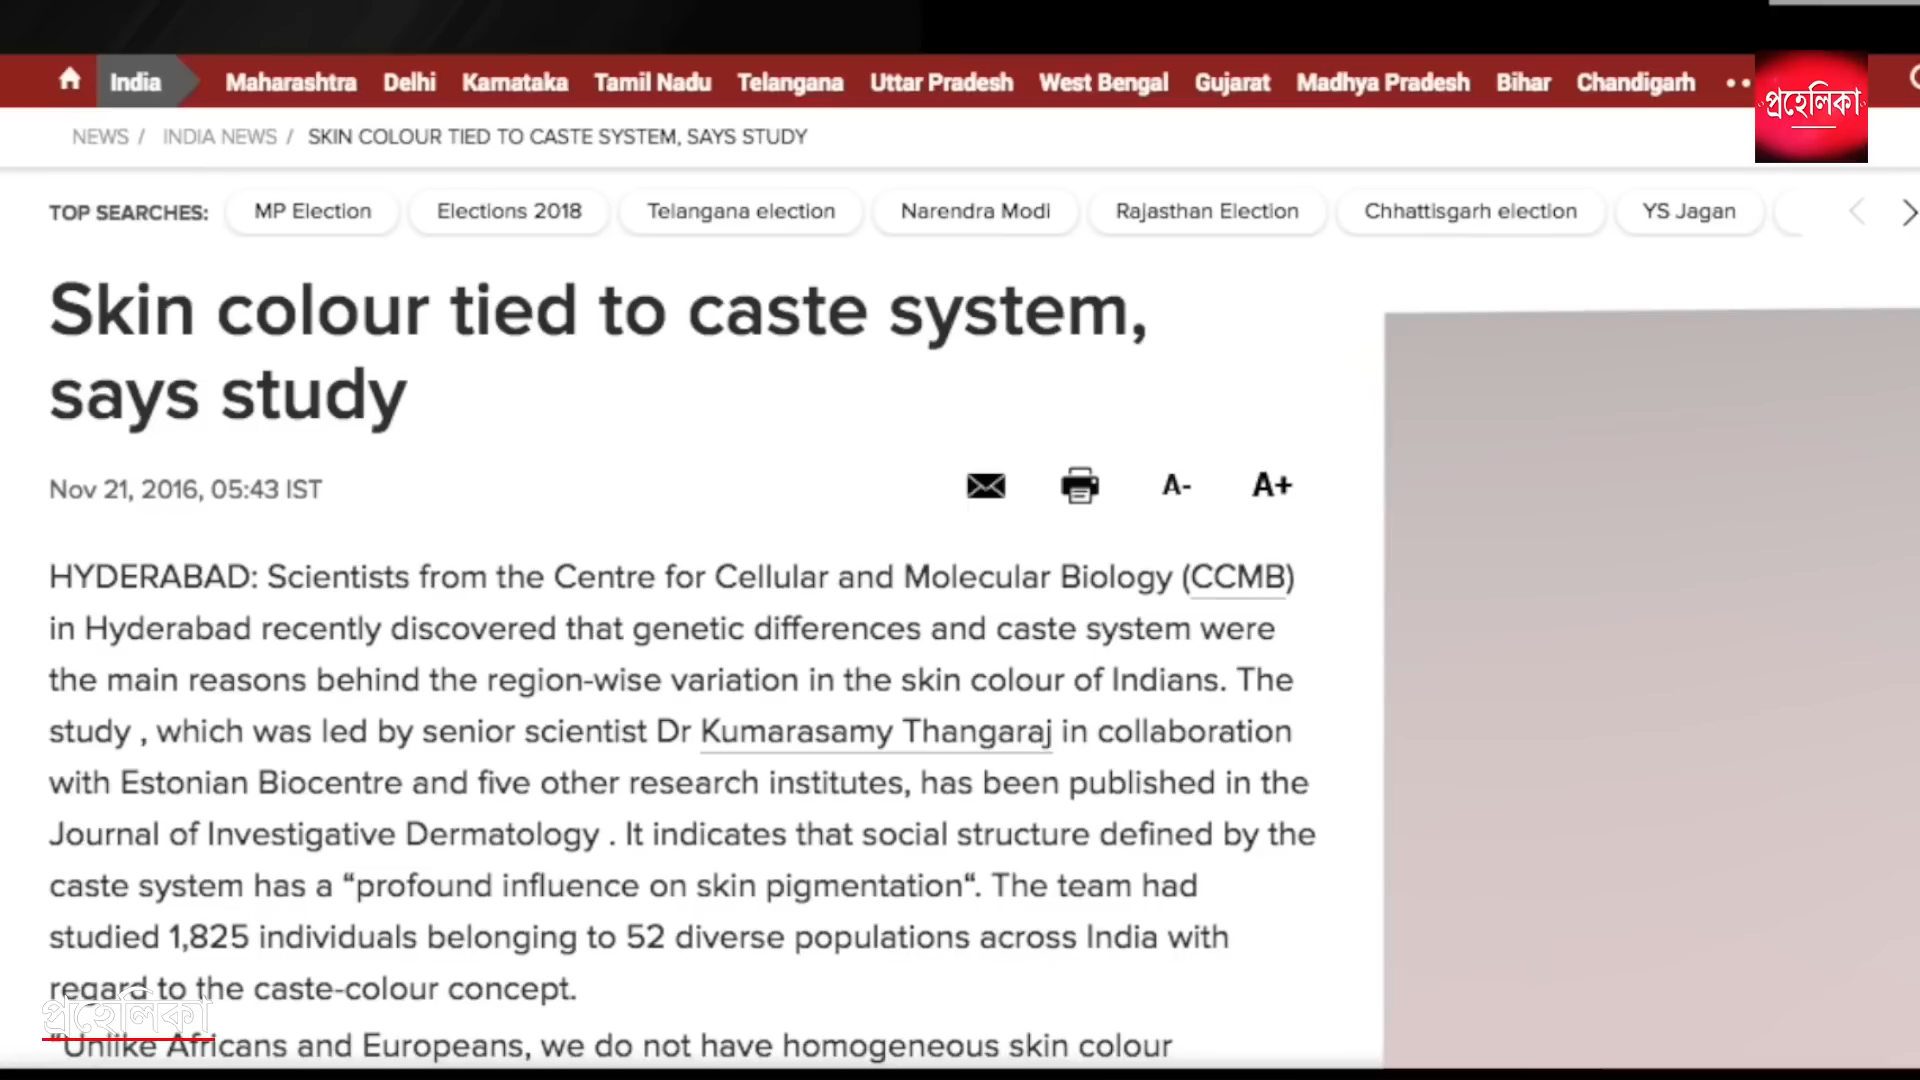 India Maharashtra Delhi Karnataka Tamil Nadu Telangana Uttar Pradesh West Bengal Gujarat Madhya Pradesh Bihar Chandigarh
প্রহেলিকা
NEWS / INDIA NEWS / SKIN COLOUR TIED TO CASTE SYSTEM, SAYS STUDY
TOP SEARCHES: MP Election Elections 2018 Telangana election Narendra Modi Rajasthan Election Chhattisgarh election YS Jagan
Skin colour tied to caste system,
says study
Nov 21, 2016, 05:43 IST A- A+
HYDERABAD: Scientists from the Centre for Cellular and Molecular Biology (CCMB)
in Hyderabad recently discovered that genetic differences and caste system were
the main reasons behind the region-wise variation in the skin colour of Indians. The
study , which was led by senior scientist Dr Kumarasamy Thangaraj in collaboration
with Estonian Biocentre and five other research institutes, has been published in the
Journal of Investigative Dermatology . It indicates that social structure defined by the
caste system has a “profound influence on skin pigmentation“. The team had
studied 1,825 individuals belonging to 52 diverse populations across India with
regard to the caste-colour concept.
প্রহেলিকা
"Unlike Africans and Europeans, we do not have homogeneous skin colour